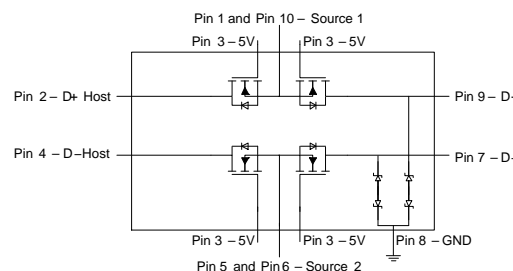 Pin 1 and Pin 10 – Source 1
Pin 3 – 5V
Pin 3 – 5V
Pin 2 – D+ Host
Pin 9 – D-
Pin 4 – D–Host
Pin 7 – D-
Pin 3 – 5V
Pin 3 – 5V
Pin 8 – GND
Pin 5 and Pin 6 – Source 2